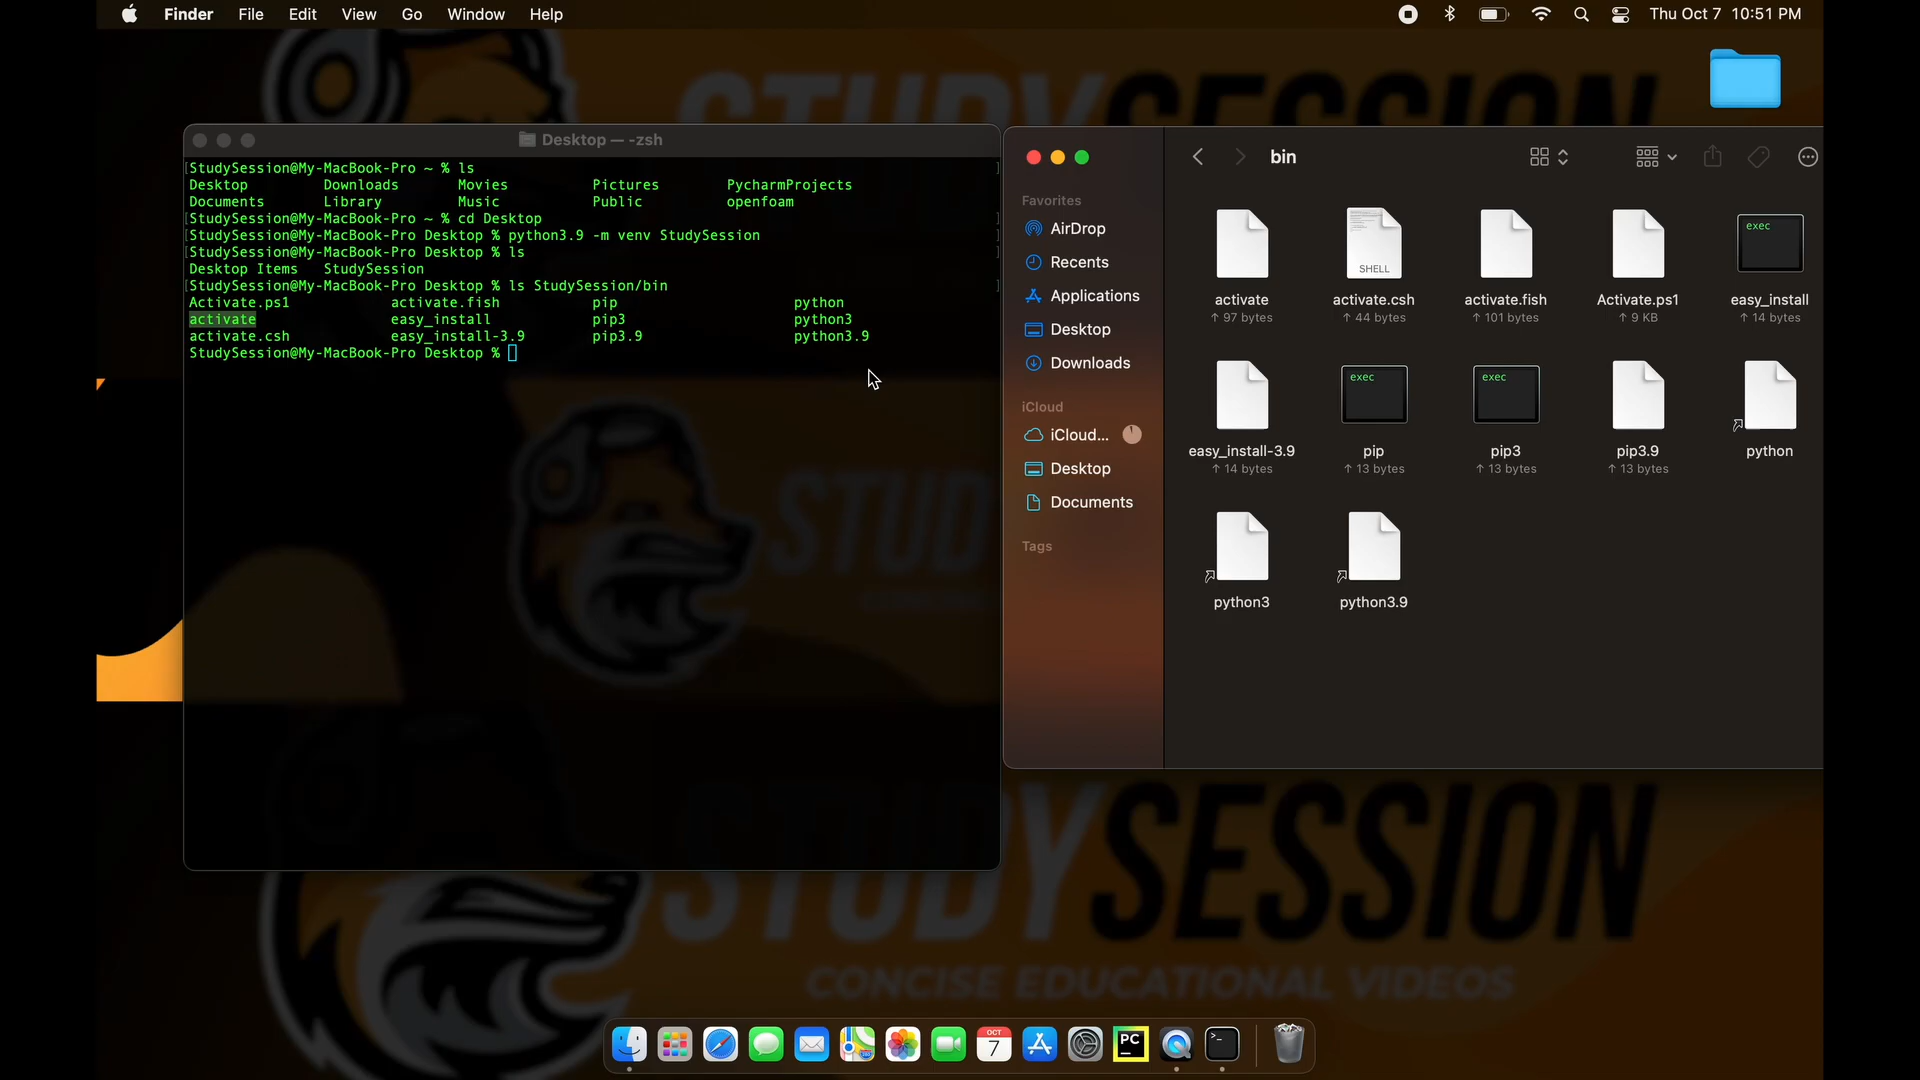 Finder File Edit View Go Window Help Thu Oct 7 10:51 PM
Desktop — -zsh
[StudySession@My-MacBook-Pro ~ % ls ]
Desktop Downloads Movies Pictures PycharmProjects
Documents Library Music Public openfoam
[StudySession@My-MacBook-Pro ~ % cd Desktop ]
[StudySession@My-MacBook-Pro Desktop % python3.9 -m venv StudySession ]
[StudySession@My-MacBook-Pro Desktop % ls ]
Desktop Items StudySession
[StudySession@My-MacBook-Pro Desktop % ls StudySession/bin ]
Activate.ps1 activate.fish pip python
activate easy_install pip3 python3
activate.csh easy_install-3.9 pip3.9 python3.9
StudySession@My-MacBook-Pro Desktop %
bin
Favorites
AirDrop
Recents
Applications
Desktop
Downloads
iCloud
iCloud...
Desktop
Documents
Tags
SHELL
exec
activate activate.csh activate.fish Activate.ps1 easy_install
↑ 97 bytes ↑ 44 bytes ↑ 101 bytes ↑ 9 KB ↑ 14 bytes
exec exec
easy_install-3.9 pip pip3 pip3.9 python
↑ 14 bytes ↑ 13 bytes ↑ 13 bytes ↑ 13 bytes
python3 python3.9
STUDYSESSION
STUD
STUDYSESSION
CONCISE EDUCATIONAL VIDEOS
OCT
7
PC
>_